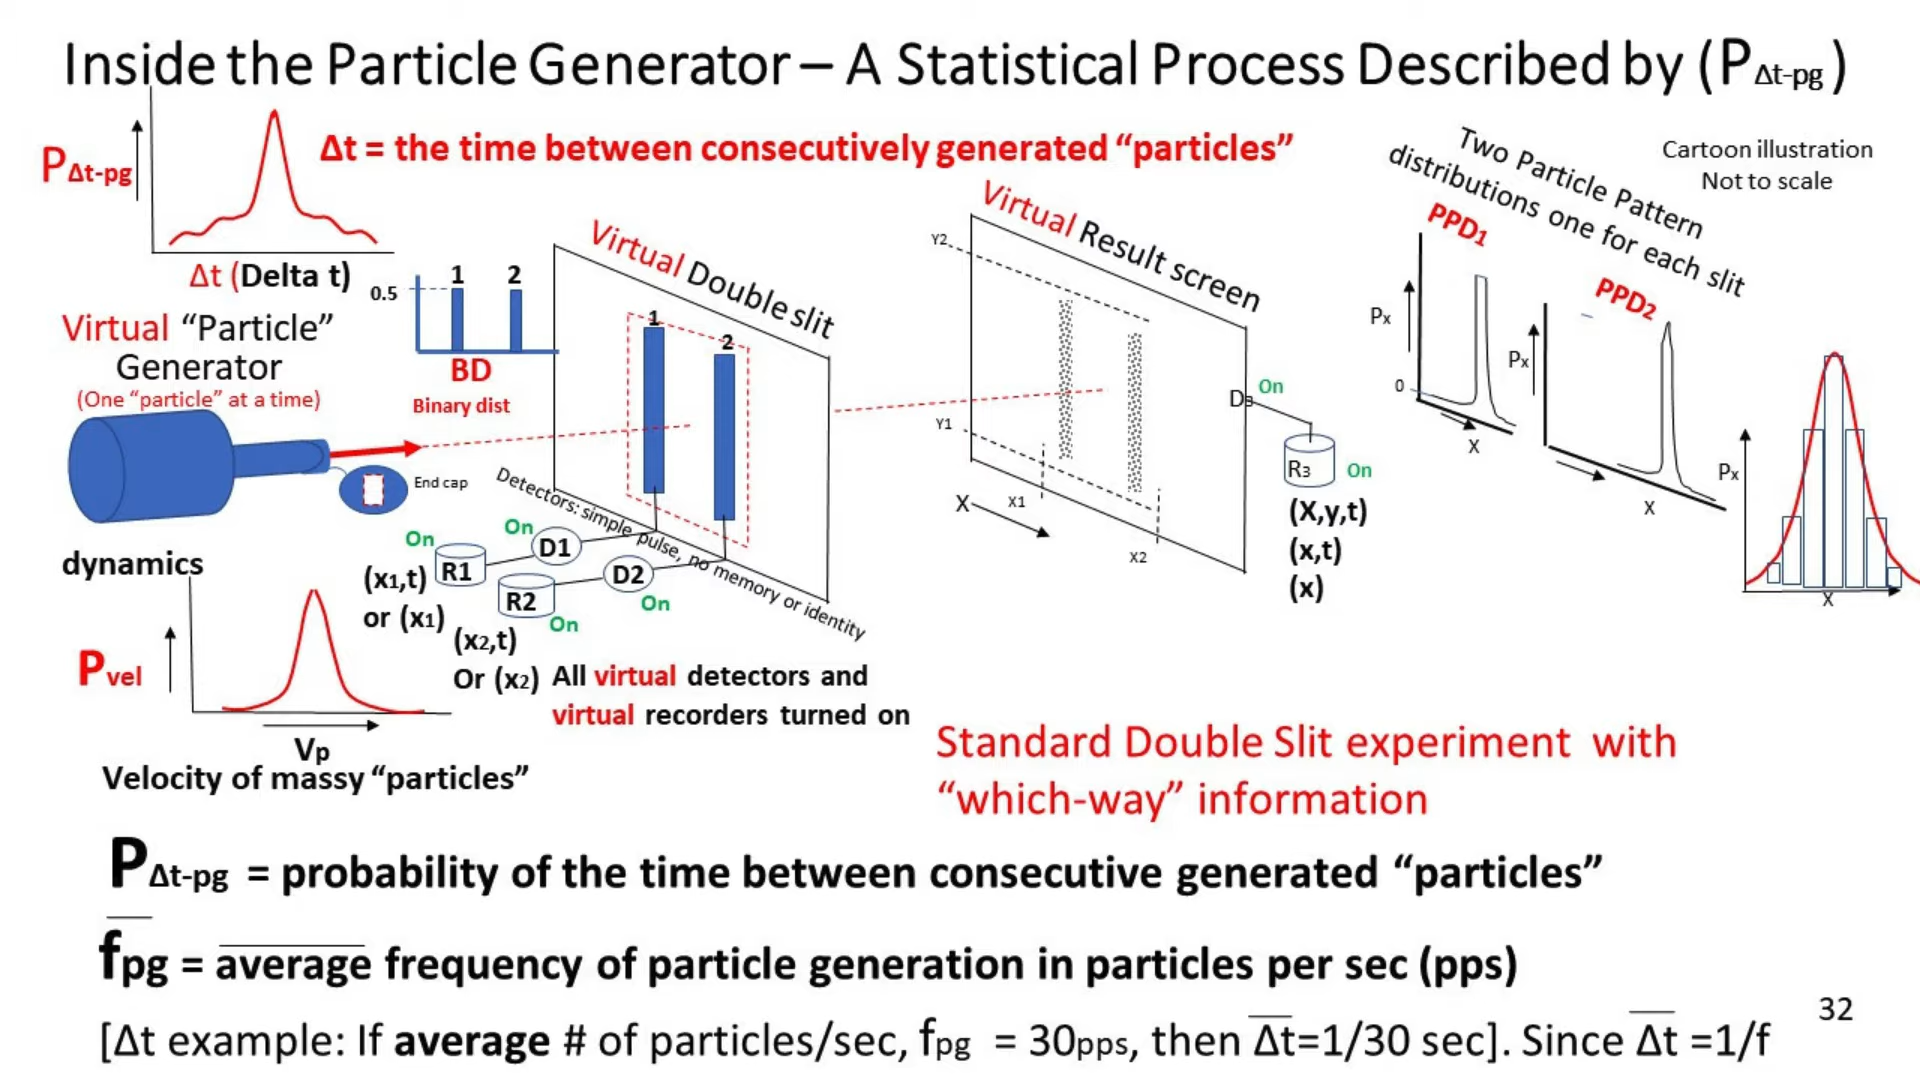 Inside the Particle Generator – A Statistical Process Described by (PΔt-pg )
PΔt-pg
Δt = the time between consecutively generated “particles”
Δt (Delta t)
Two Particle Pattern
distributions one for each slit
Cartoon illustration
Not to scale
Virtual “Particle”
Generator
(One “particle” at a time)
0.5
1
2
BD
Binary dist
End cap
Virtual Double slit
1
2
Detectors: simple pulse, no memory or identity
Virtual Result screen
Y2
Y1
X
X1
X2
D3
On
R3
On
(X,y,t)
(x,t)
(x)
PPD1
Px
0
X
PPD2
Px
X
Px
X
dynamics
Pvel
Vp
Velocity of massy “particles”
On
R1
On
D1
(x1,t)
or (x1)
R2
On
D2
On
(x2,t)
Or (x2)
All virtual detectors and
virtual recorders turned on
Standard Double Slit experiment with
“which-way” information
PΔt-pg = probability of the time between consecutive generated “particles”
fpg = average frequency of particle generation in particles per sec (pps)
[Δt example: If average # of particles/sec, fpg = 30pps, then Δt=1/30 sec]. Since Δt =1/f
32